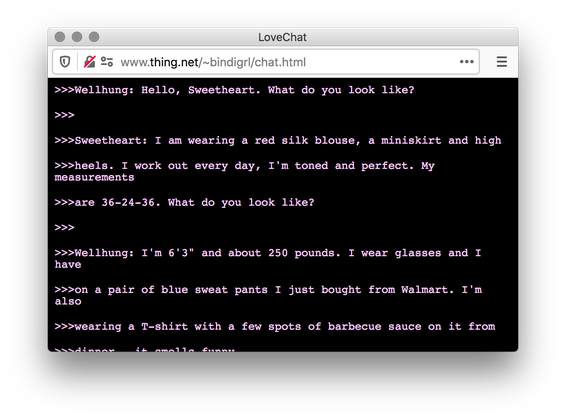 LoveChat
www.thing.net/~bindigrl/chat.html
>>>Wellhung: Hello, Sweetheart. What do you look like?
>>>
>>>Sweetheart: I am wearing a red silk blouse, a miniskirt and high
>>>heels. I work out every day, I'm toned and perfect. My
measurements
>>>are 36-24-36. What do you look like?
>>>
>>>Wellhung: I'm 6'3" and about 250 pounds. I wear glasses and I
have
>>>on a pair of blue sweat pants I just bought from Walmart. I'm
also
>>>wearing a T-shirt with a few spots of barbecue sauce on it from
>>>dinner...it smells funny.